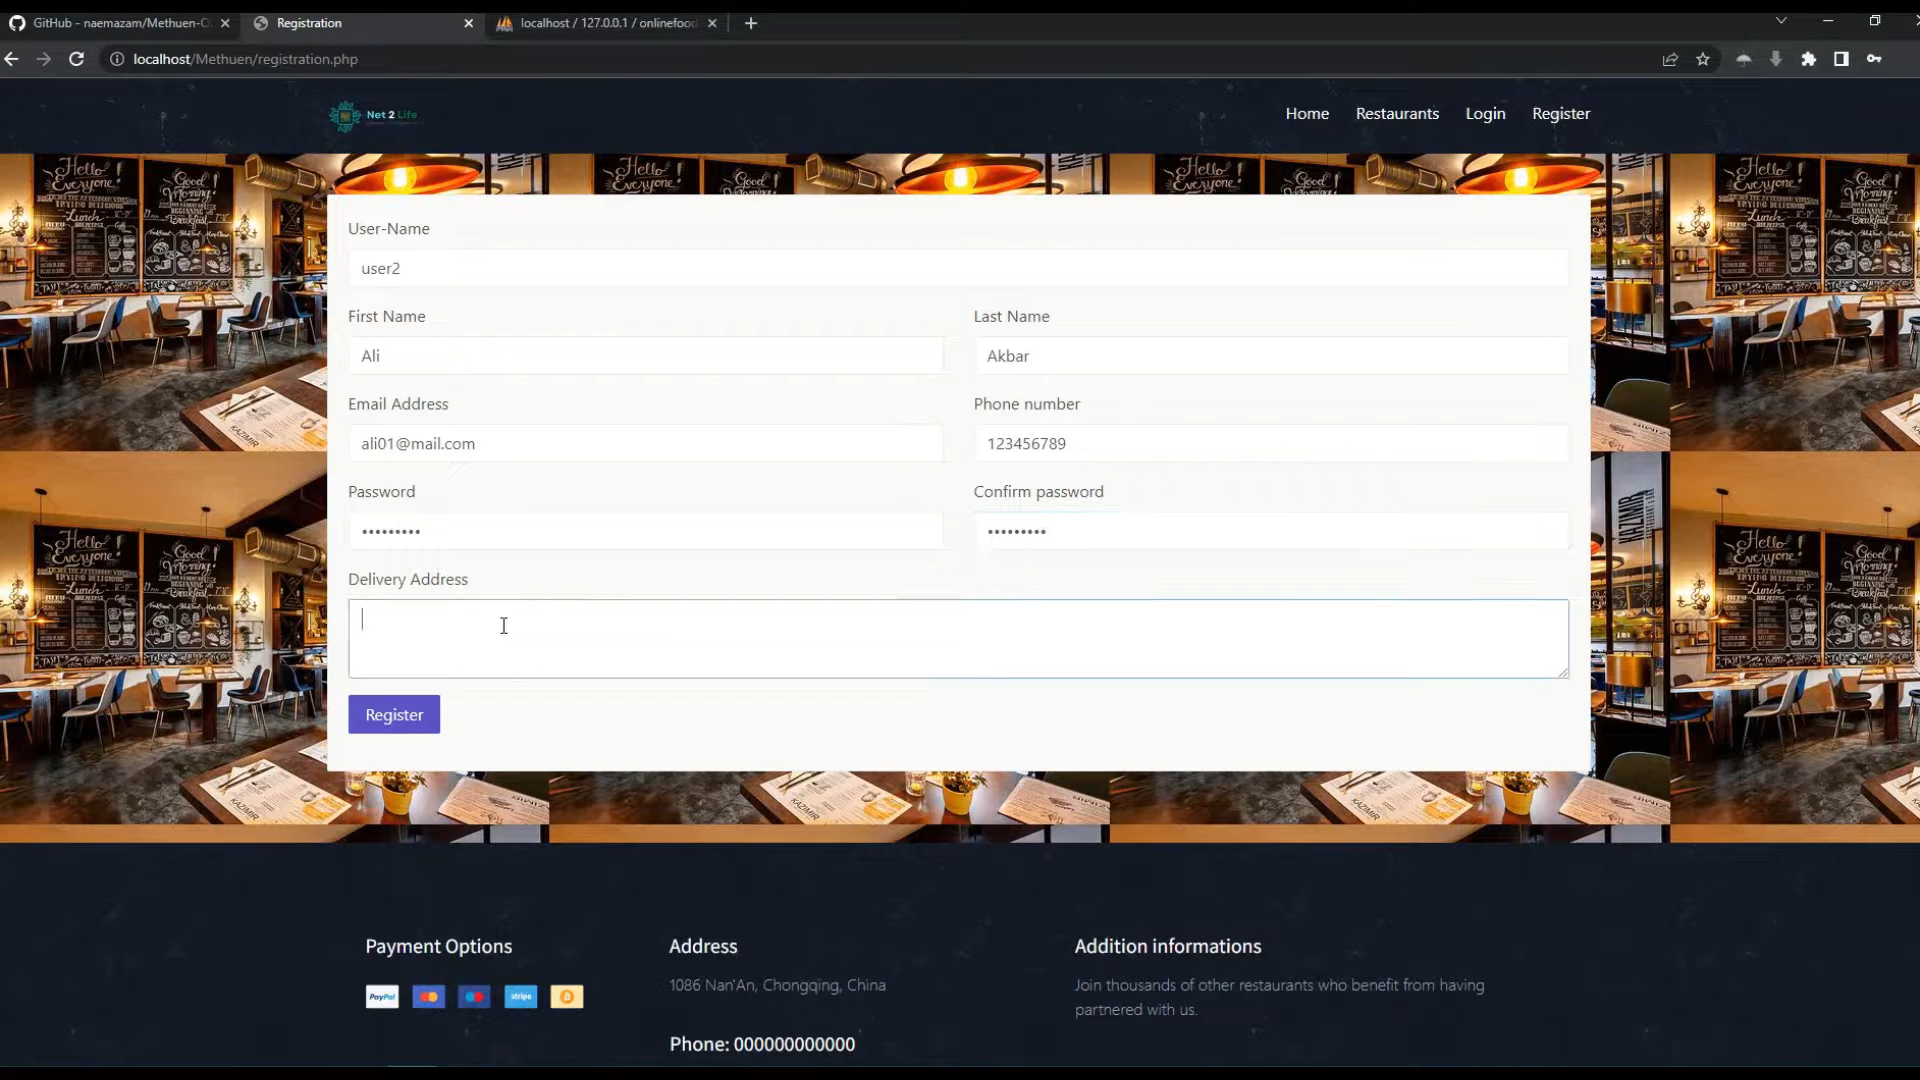 GitHub - naemazam/Methuen-O
Registration
localhost / 127.0.0.1 / onlinefood
localhost/Methuen/registration.php
Net 2 Life
Home
Restaurants
Login
Register
User-Name
user2
First Name
Last Name
Ali
Akbar
Email Address
Phone number
ali01@mail.com
123456789
Password
Confirm password
•••••••••
•••••••••
Delivery Address
Register
Payment Options
Address
Addition informations
PayPal
stripe
1086 Nan'An, Chongqing, China
Join thousands of other restaurants who benefit from having
partnered with us.
Phone: 000000000000